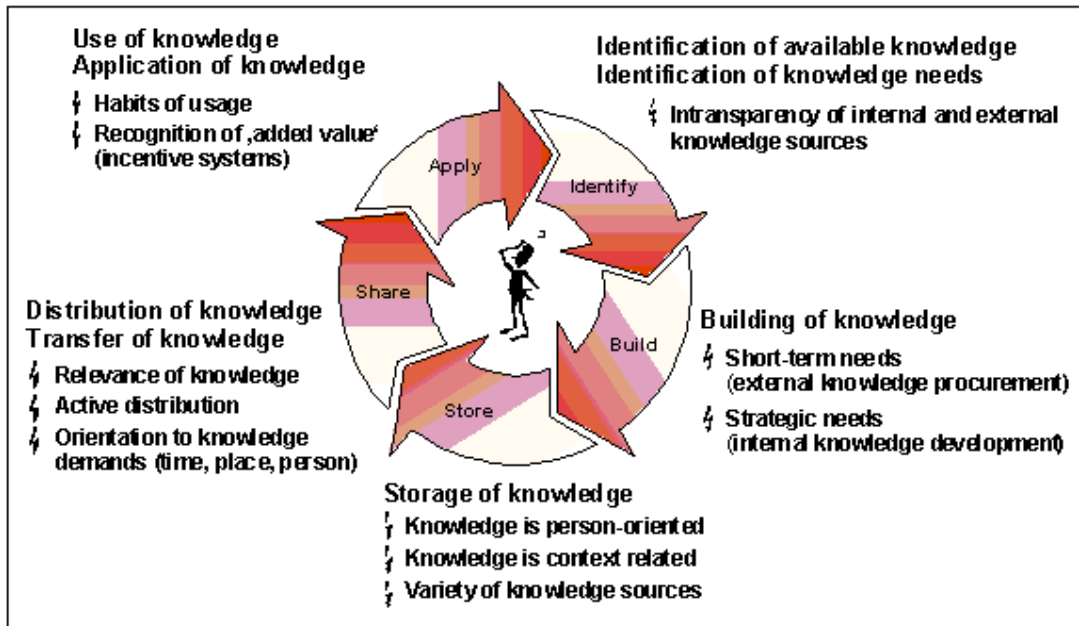 Use of knowledge
Application of knowledge
Habits of usage
Recognition of ‚added value‘
(incentive systems)
Identification of available knowledge
Identification of knowledge needs
Intransparency of internal and external
knowledge sources
Apply
Identify
Share
Build
Store
Distribution of knowledge
Transfer of knowledge
Relevance of knowledge
Active distribution
Orientation to knowledge
demands (time, place, person)
Building of knowledge
Short-term needs
(external knowledge procurement)
Strategic needs
(internal knowledge development)
Storage of knowledge
Knowledge is person-oriented
Knowledge is context related
Variety of knowledge sources